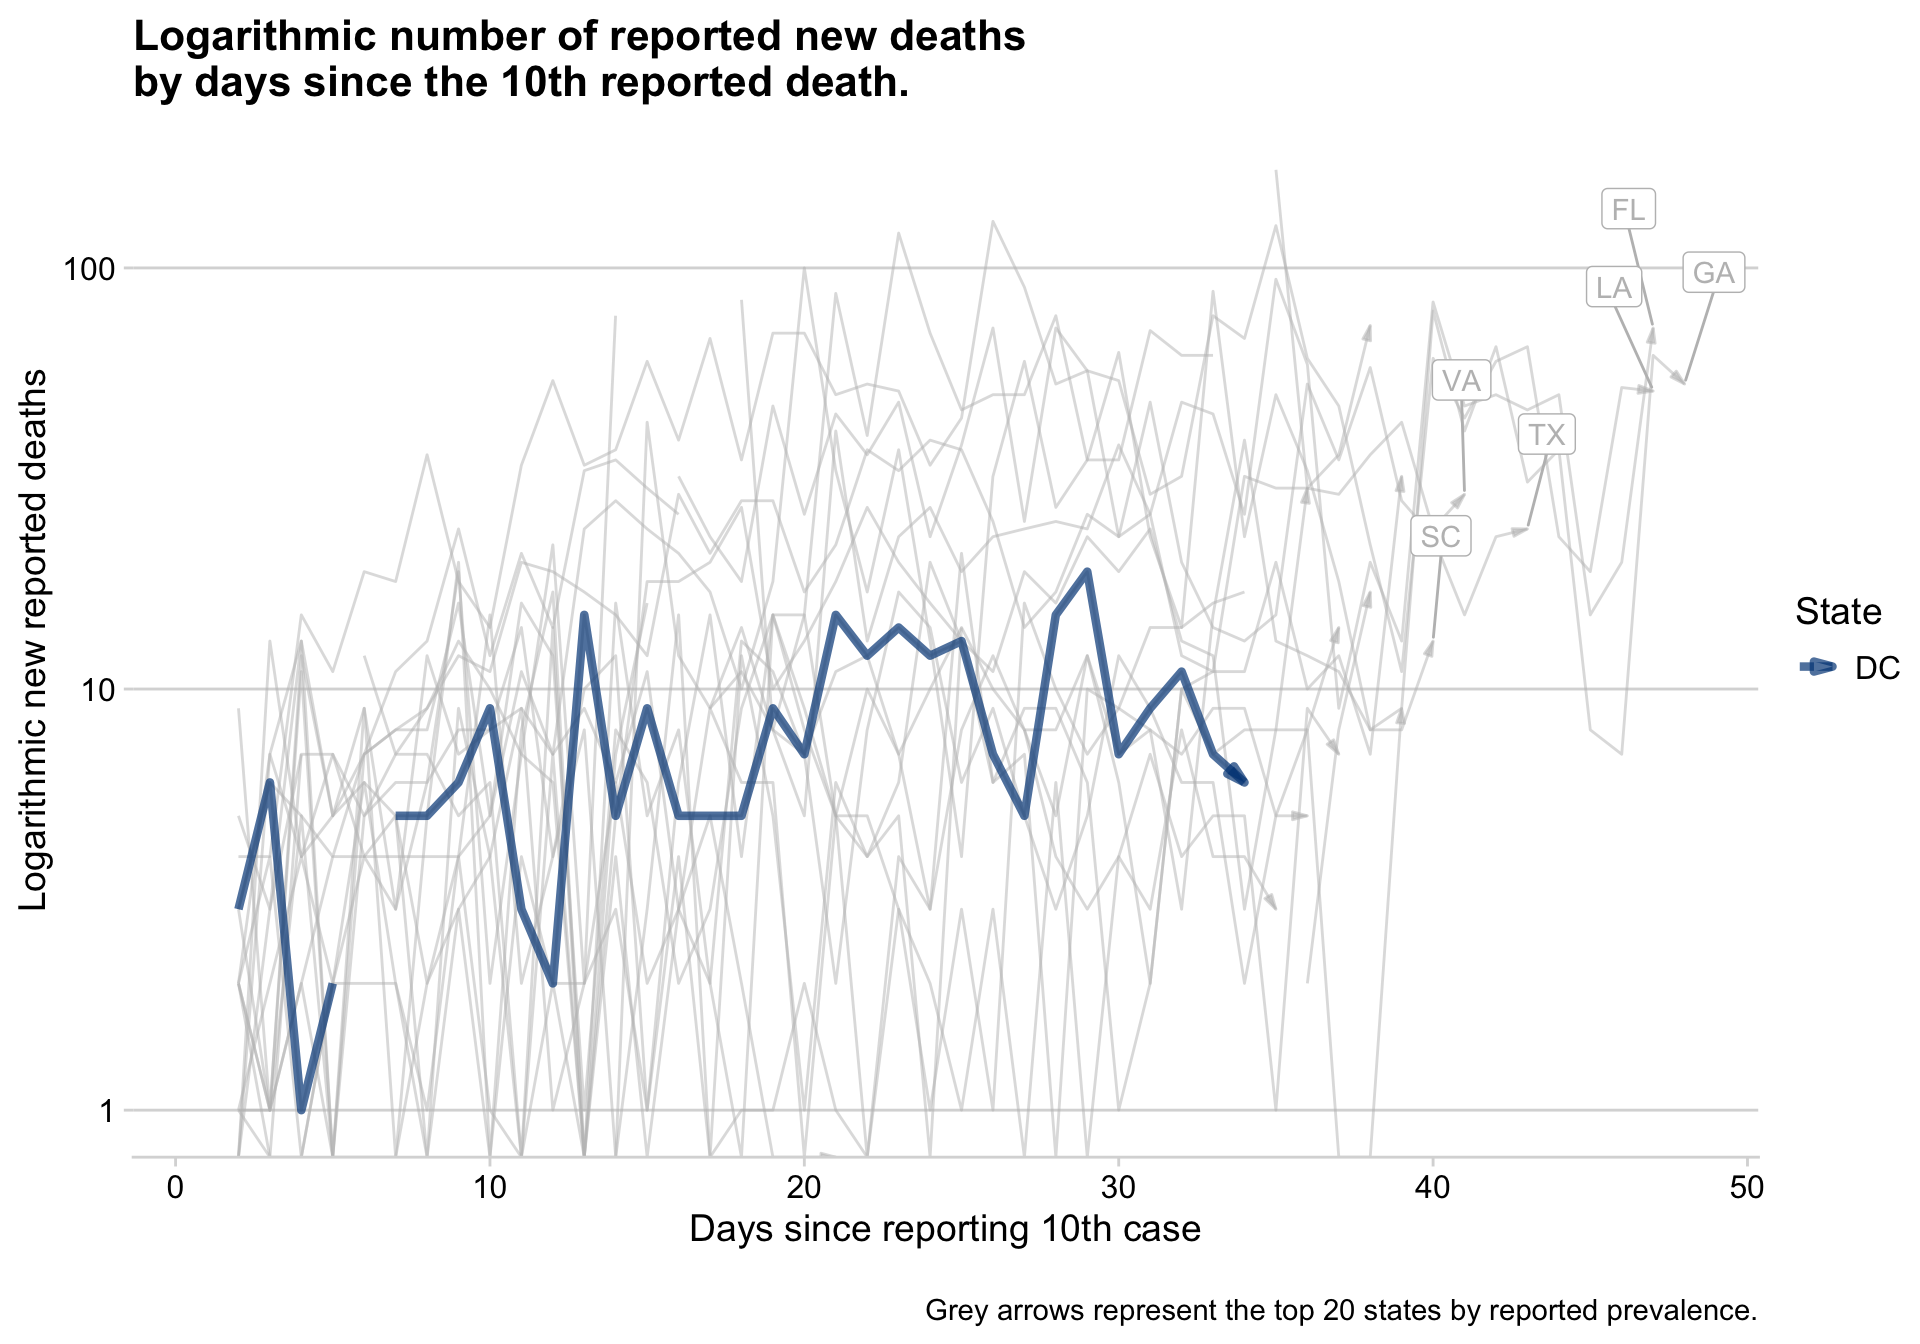 Logarithmic number of reported new deaths
by days since the 10th reported death.
Logarithmic new reported deaths
100
10
1
FL
LA
GA
VA
TX
SC
State
DC
0
10
20
30
40
50
Days since reporting 10th case
Grey arrows represent the top 20 states by reported prevalence.